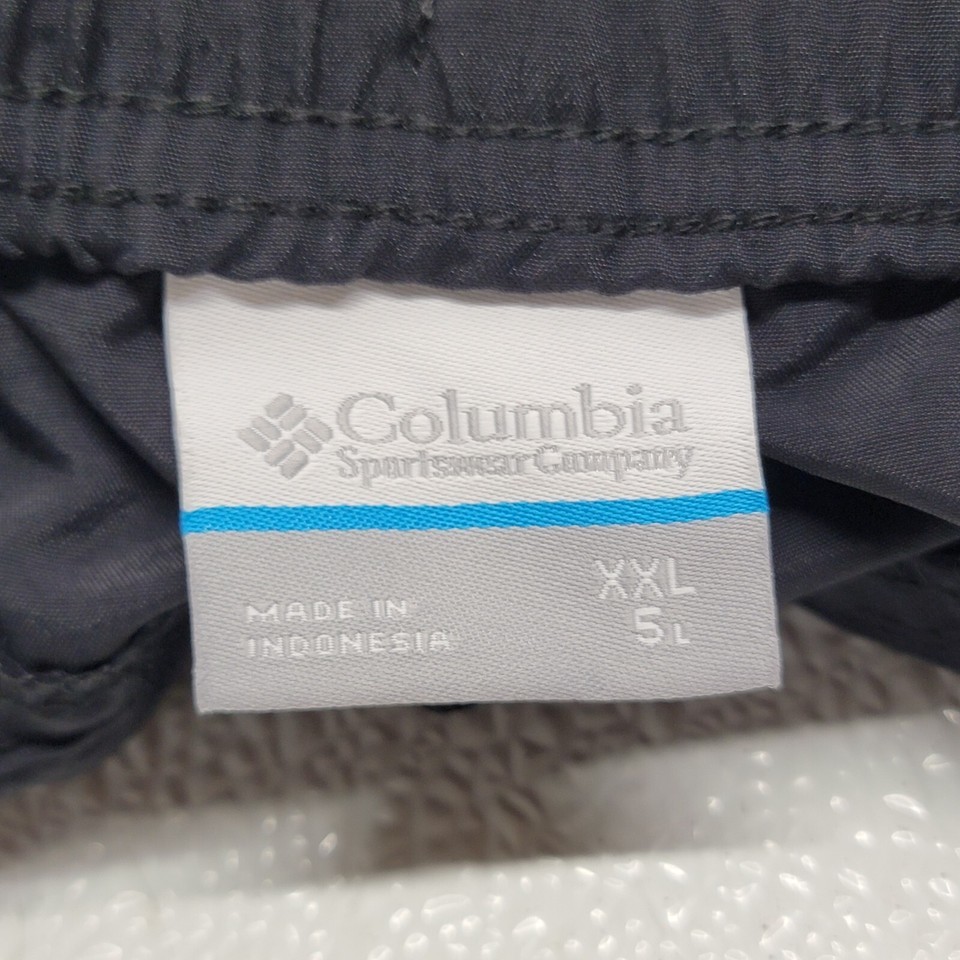 Columbia
Sportswear Company
XXL
5L
MADE IN
INDONESIA